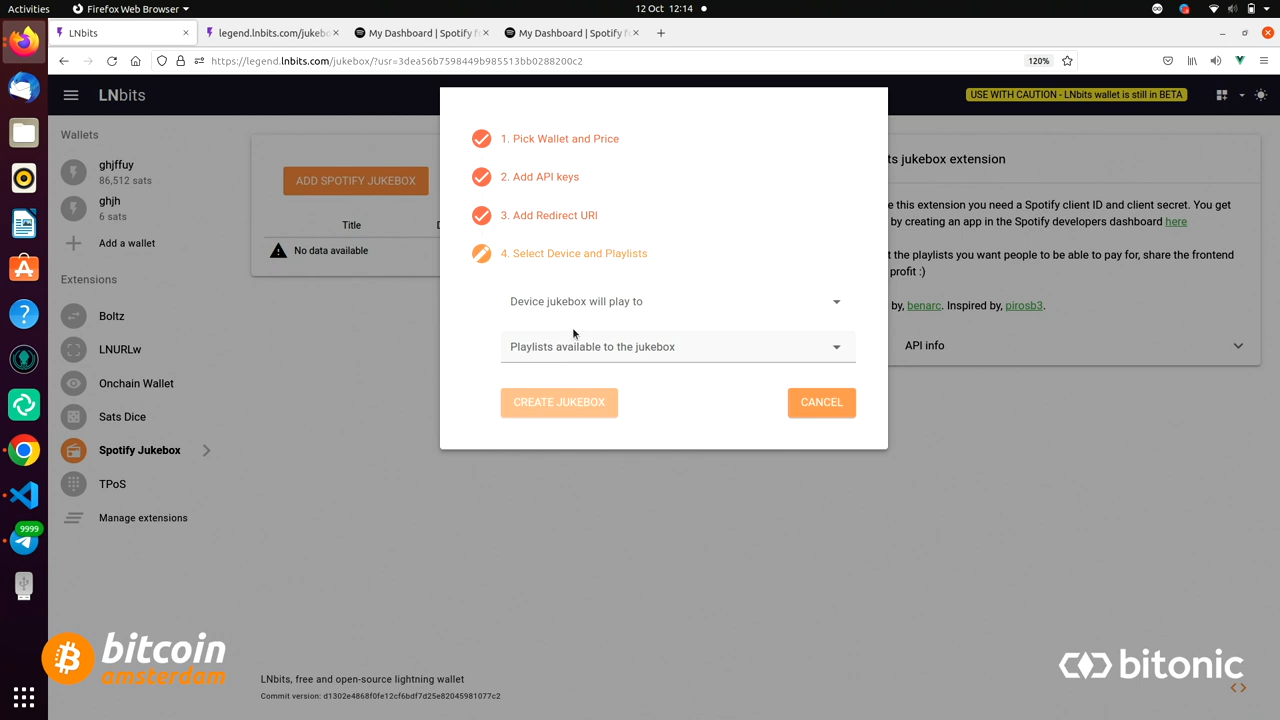 Activities
Firefox Web Browser
12 Oct 12:14
LNbits
legend.lnbits.com/jukebo
My Dashboard | Spotify f
My Dashboard | Spotify f
https://legend.lnbits.com/jukebox/?usr=3dea56b7598449b985513bb0288200c2
120%
LNbits
USE WITH CAUTION - LNbits wallet is still in BETA
Wallets
ghjffuy
86,512 sats
ghjh
6 sats
Add a wallet
Extensions
Boltz
LNURLw
Onchain Wallet
Sats Dice
Spotify Jukebox
TPoS
Manage extensions
9999
ADD SPOTIFY JUKEBOX
Title
No data available
1. Pick Wallet and Price
2. Add API keys
3. Add Redirect URI
4. Select Device and Playlists
Device jukebox will play to
Playlists available to the jukebox
CREATE JUKEBOX
CANCEL
ts jukebox extension
e this extension you need a Spotify client ID and client secret. You get
by creating an app in the Spotify developers dashboard here
t the playlists you want people to be able to pay for, share the frontend
profit :)
by, benarc. Inspired by, pirosb3.
API info
bitcoin
amsterdam
LNbits, free and open-source lightning wallet
Commit version: d1302e4868f0fe12cf6bdf7d25e82045981077c2
bitonic